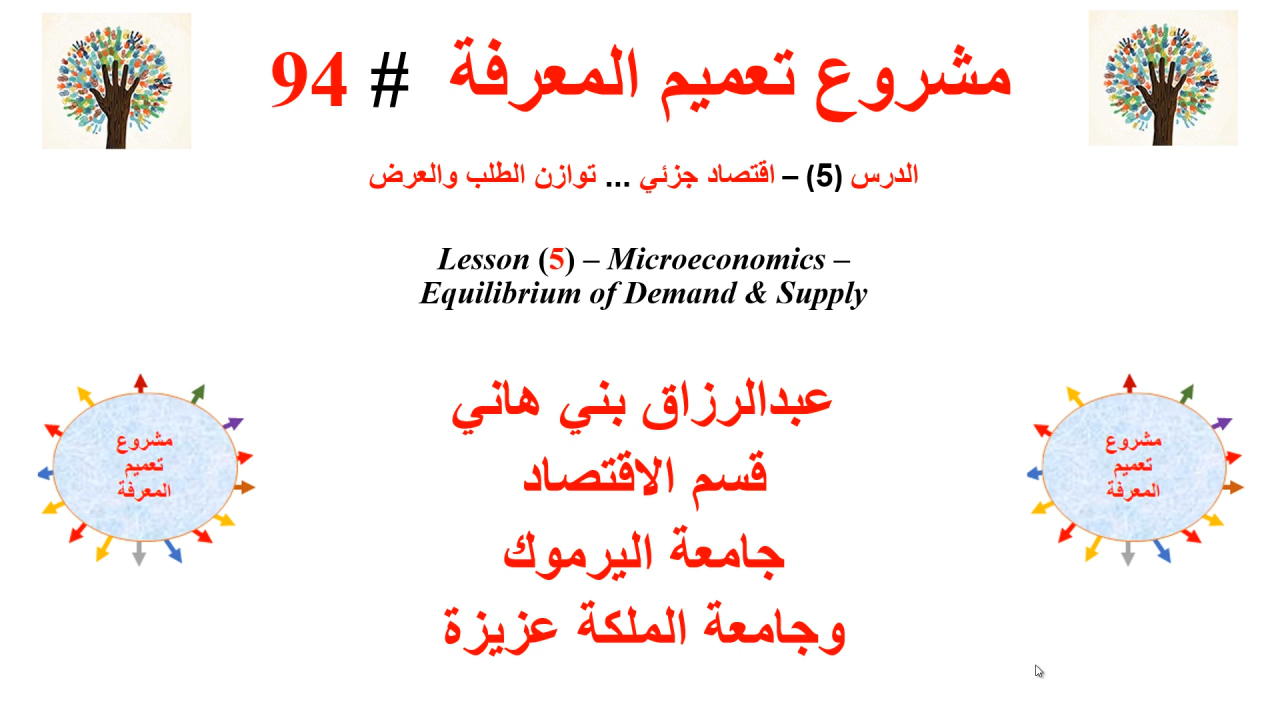 مشروع تعميم المعرفة # 94
الدرس (5) – اقتصاد جزئي ... توازن الطلب والعرض
Lesson (5) – Microeconomics –
Equilibrium of Demand & Supply
عبدالرزاق بني هاني
قسم الاقتصاد
جامعة اليرموك
وجامعة الملكة عزيزة
مشروع
تعميم
المعرفة
مشروع
تعميم
المعرفة